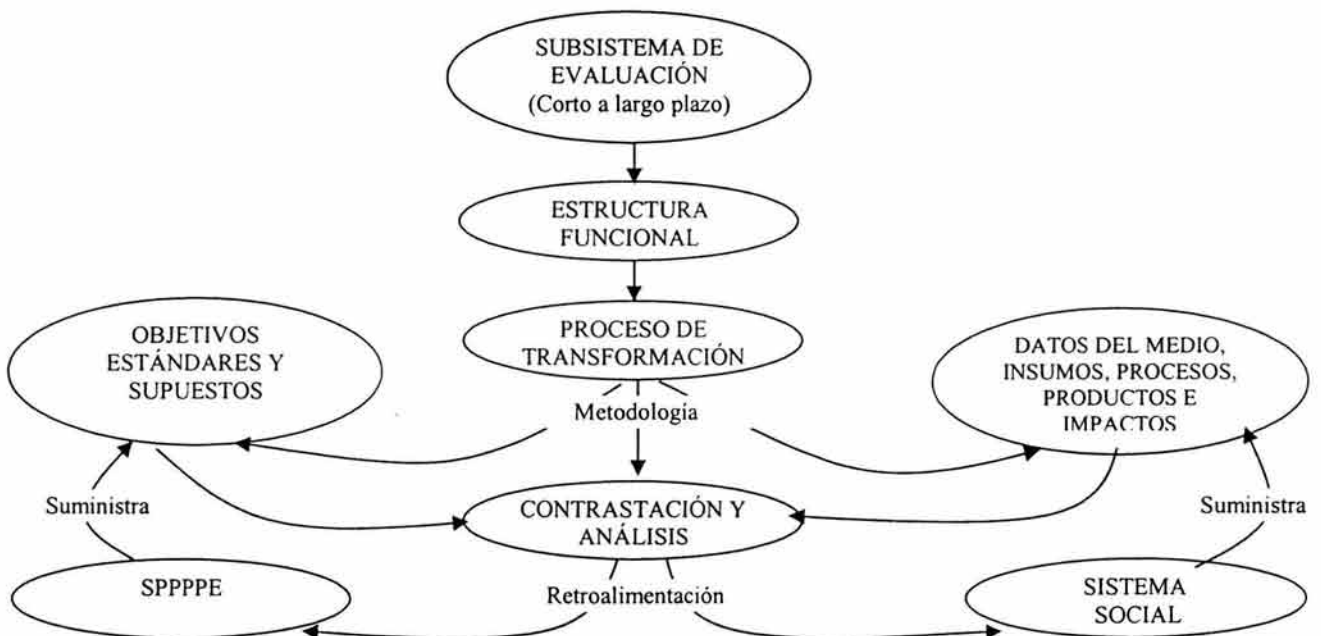 SUBSISTEMA DE
EVALUACIÓN
(Corto a largo plazo)
ESTRUCTURA
FUNCIONAL
PROCESO DE
TRANSFORMACIÓN
OBJETIVOS
ESTÁNDARES Y
SUPUESTOS
DATOS DEL MEDIO,
INSUMOS, PROCESOS,
PRODUCTOS E
IMPACTOS
Metodología
Suministra
CONTRASTACIÓN Y
ANÁLISIS
Suministra
SPPPPE
Retroalimentación
SISTEMA
SOCIAL